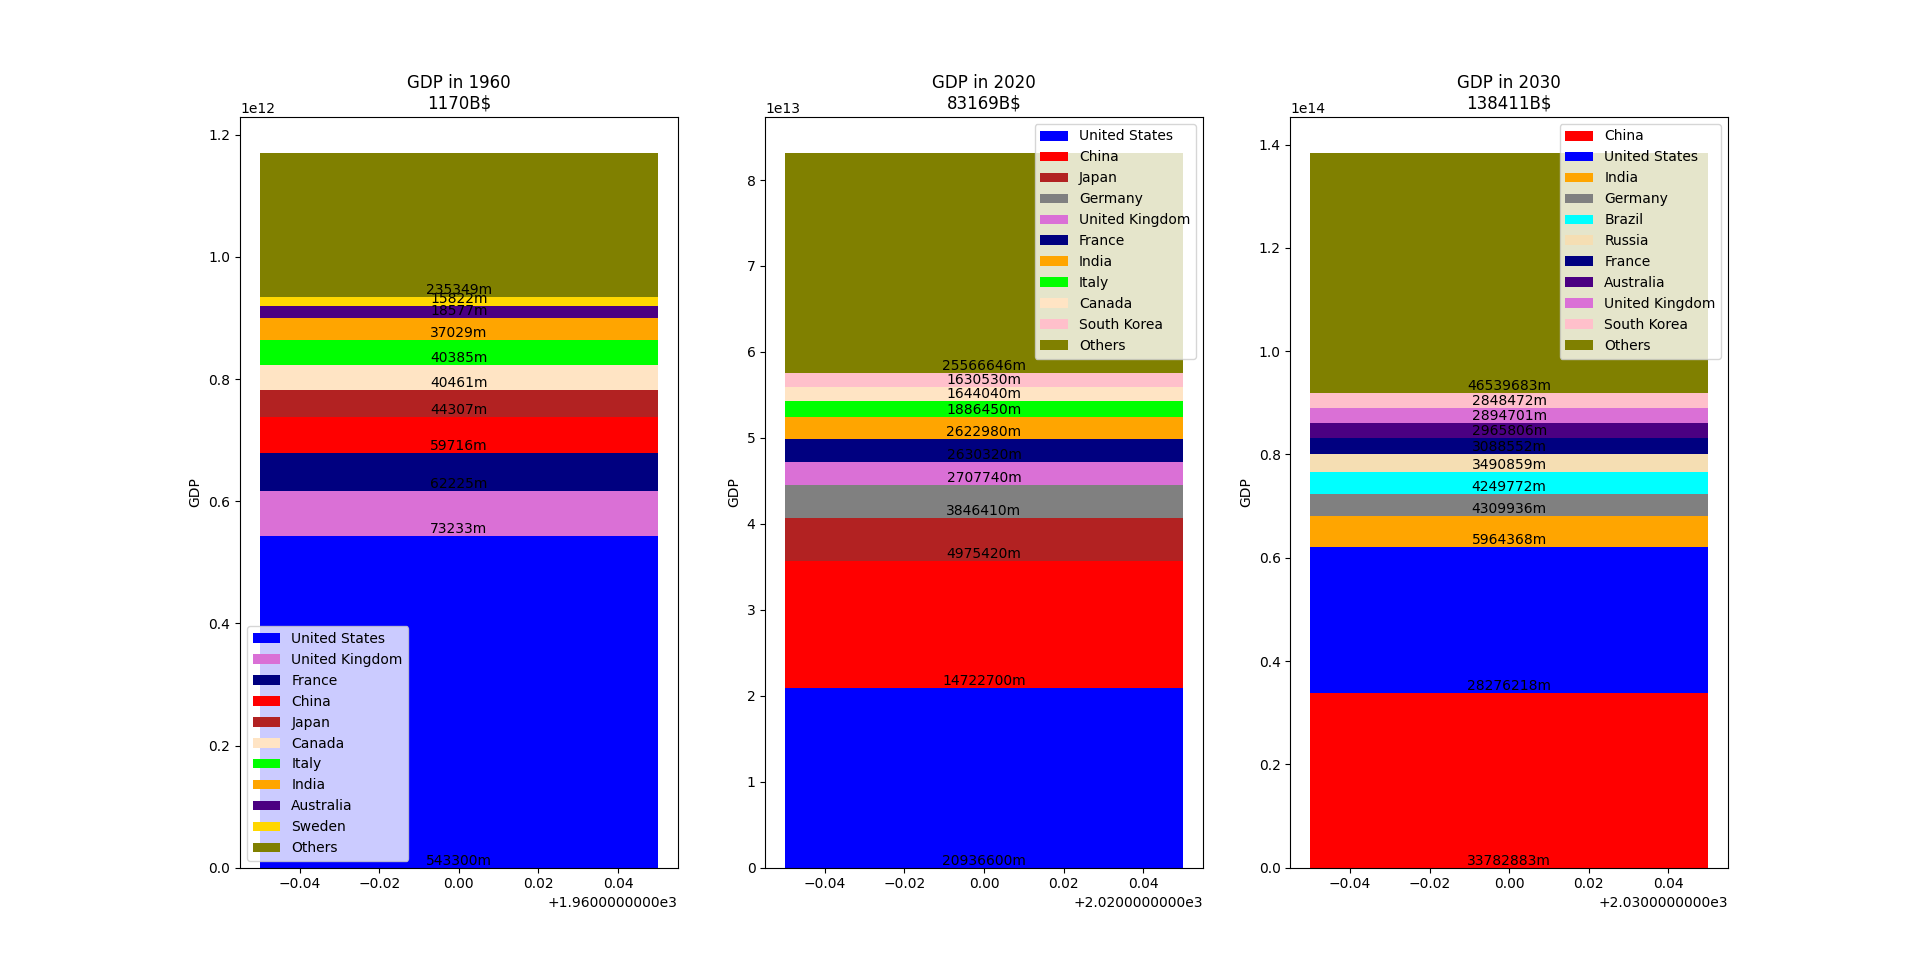 GDP in 1960
1170B$
1e12
1.2
1.0
0.8
0.6
0.4
0.2
0.0
GDP
235349m
15822m
18577m
37029m
40385m
40461m
44307m
59716m
62225m
73233m
543300m
United States
United Kingdom
France
China
Japan
Canada
Italy
India
Australia
Sweden
Others
−0.04 −0.02 0.00 0.02 0.04
+1.9600000000e3
GDP in 2020
83169B$
1e13
8
7
6
5
4
3
2
1
0
GDP
United States
China
Japan
Germany
United Kingdom
France
India
Italy
Canada
South Korea
Others
25566646m
1630530m
1644040m
1886450m
2622980m
2630320m
2707740m
3846410m
4975420m
14722700m
20936600m
−0.04 −0.02 0.00 0.02 0.04
+2.0200000000e3
GDP in 2030
138411B$
1e14
1.4
1.2
1.0
0.8
0.6
0.4
0.2
0.0
GDP
China
United States
India
Germany
Brazil
Russia
France
Australia
United Kingdom
South Korea
Others
46539683m
2848472m
2894701m
2965806m
3088552m
3490859m
4249772m
4309936m
5964368m
28276218m
33782883m
−0.04 −0.02 0.00 0.02 0.04
+2.0300000000e3